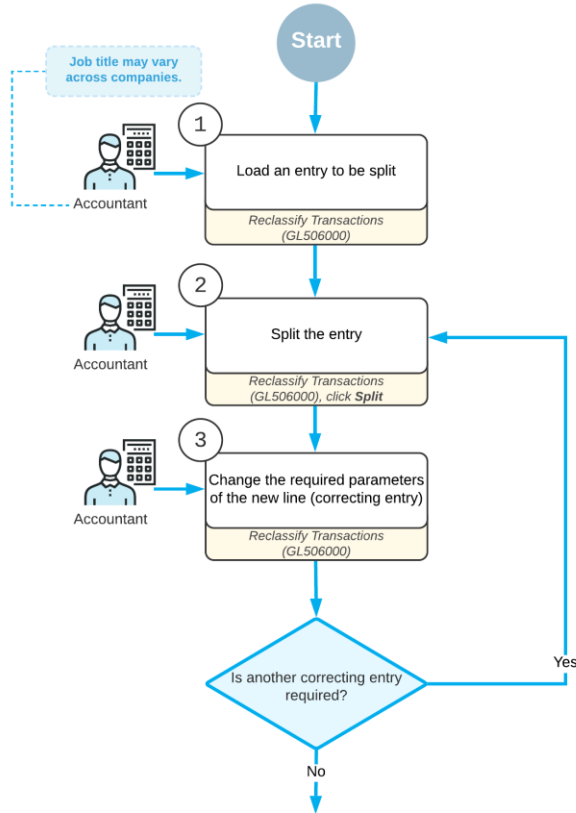 Start
Job title may vary
across companies.
1
Load an entry to be split
Accountant
Reclassify Transactions
(GL506000)
2
Split the entry
Accountant
Reclassify Transactions
(GL506000), click Split
3
Change the required parameters
of the new line (correcting entry)
Accountant
Reclassify Transactions
(GL506000)
Is another correcting entry
required?
Yes
No